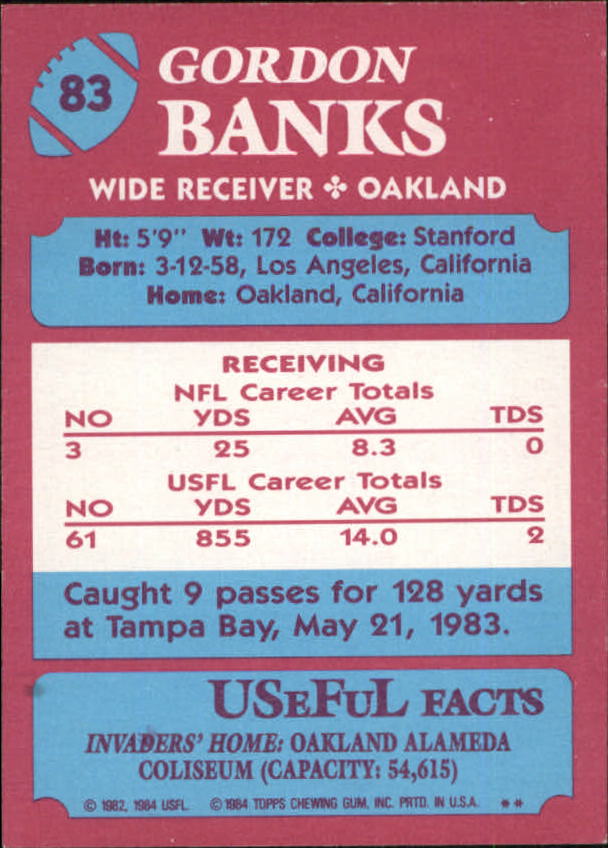 83
GORDON
BANKS
WIDE RECEIVER ✤ OAKLAND
Ht: 5'9" Wt: 172 College: Stanford
Born: 3-12-58, Los Angeles, California
Home: Oakland, California
RECEIVING
NFL Career Totals
NO YDS AVG TDS
3 25 8.3 0
USFL Career Totals
NO YDS AVG TDS
61 855 14.0 2
Caught 9 passes for 128 yards
at Tampa Bay, May 21, 1983.
USEFUL FACTS
INVADERS' HOME: OAKLAND ALAMEDA
COLISEUM (CAPACITY: 54,615)
© 1982, 1984 USFL. © 1984 TOPPS CHEWING GUM, INC. PRTD. IN U.S.A. **